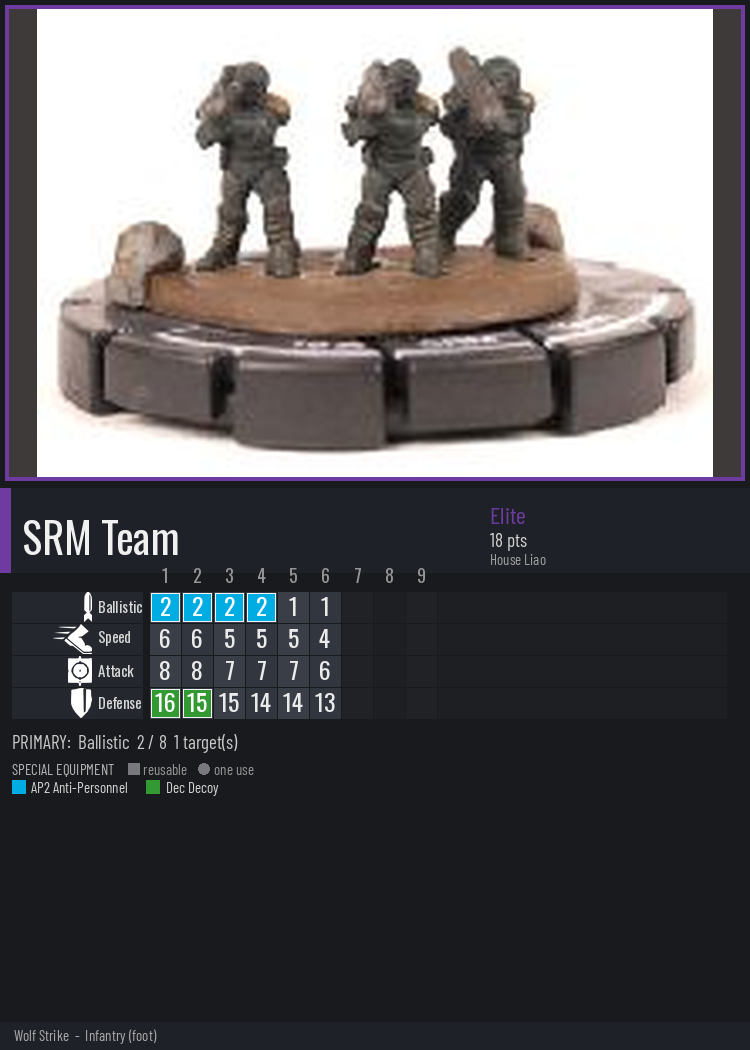 SRM Team
Elite
18 pts
House Liao
1 2 3 4 5 6 7 8 9
Ballistic 2 2 2 2 1 1
Speed 6 6 5 5 5 4
Attack 8 8 7 7 7 6
Defense 16 15 15 14 14 13
PRIMARY: Ballistic 2 / 8 1 target(s)
SPECIAL EQUIPMENT reusable one use
AP2 Anti-Personnel Dec Decoy
Wolf Strike - Infantry (foot)